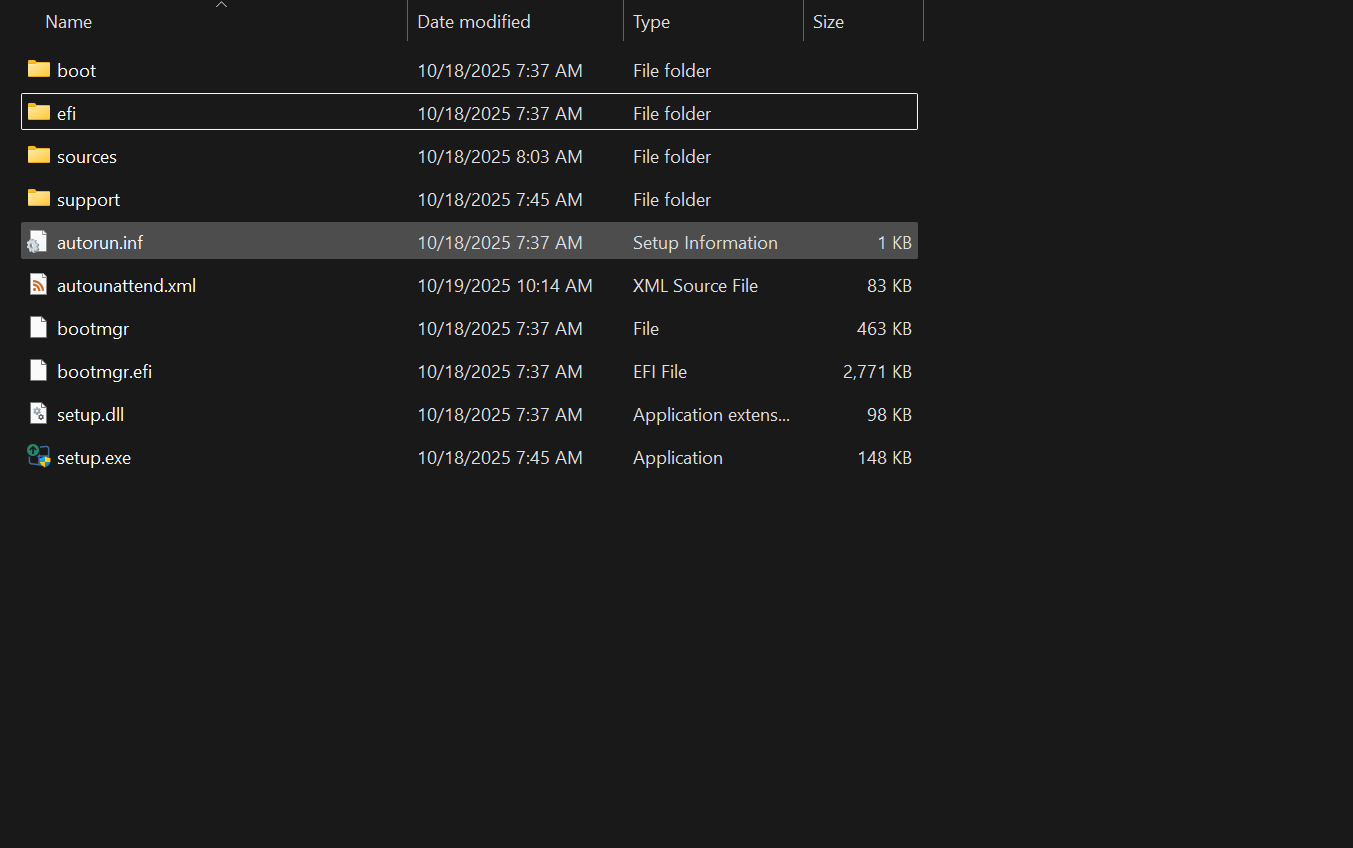 Name Date modified Type Size
boot 10/18/2025 7:37 AM File folder
efi 10/18/2025 7:37 AM File folder
sources 10/18/2025 8:03 AM File folder
support 10/18/2025 7:45 AM File folder
autorun.inf 10/18/2025 7:37 AM Setup Information 1 KB
autounattend.xml 10/19/2025 10:14 AM XML Source File 83 KB
bootmgr 10/18/2025 7:37 AM File 463 KB
bootmgr.efi 10/18/2025 7:37 AM EFI File 2,771 KB
setup.dll 10/18/2025 7:37 AM Application extens... 98 KB
setup.exe 10/18/2025 7:45 AM Application 148 KB